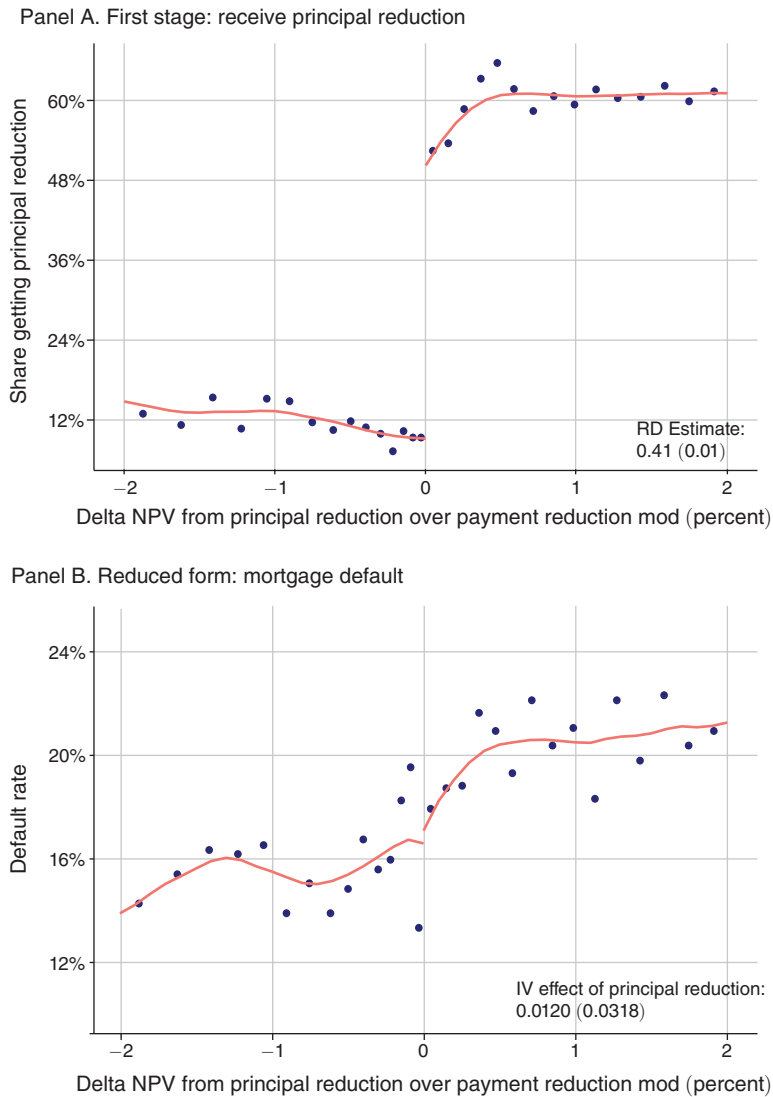 Panel A. First stage: receive principal reduction
Share getting principal reduction
60%
48%
36%
24%
12%
RD Estimate:
0.41 (0.01)
−2
−1
0
1
2
Delta NPV from principal reduction over payment reduction mod (percent)
Panel B. Reduced form: mortgage default
Default rate
24%
20%
16%
12%
IV effect of principal reduction:
0.0120 (0.0318)
−2
−1
0
1
2
Delta NPV from principal reduction over payment reduction mod (percent)